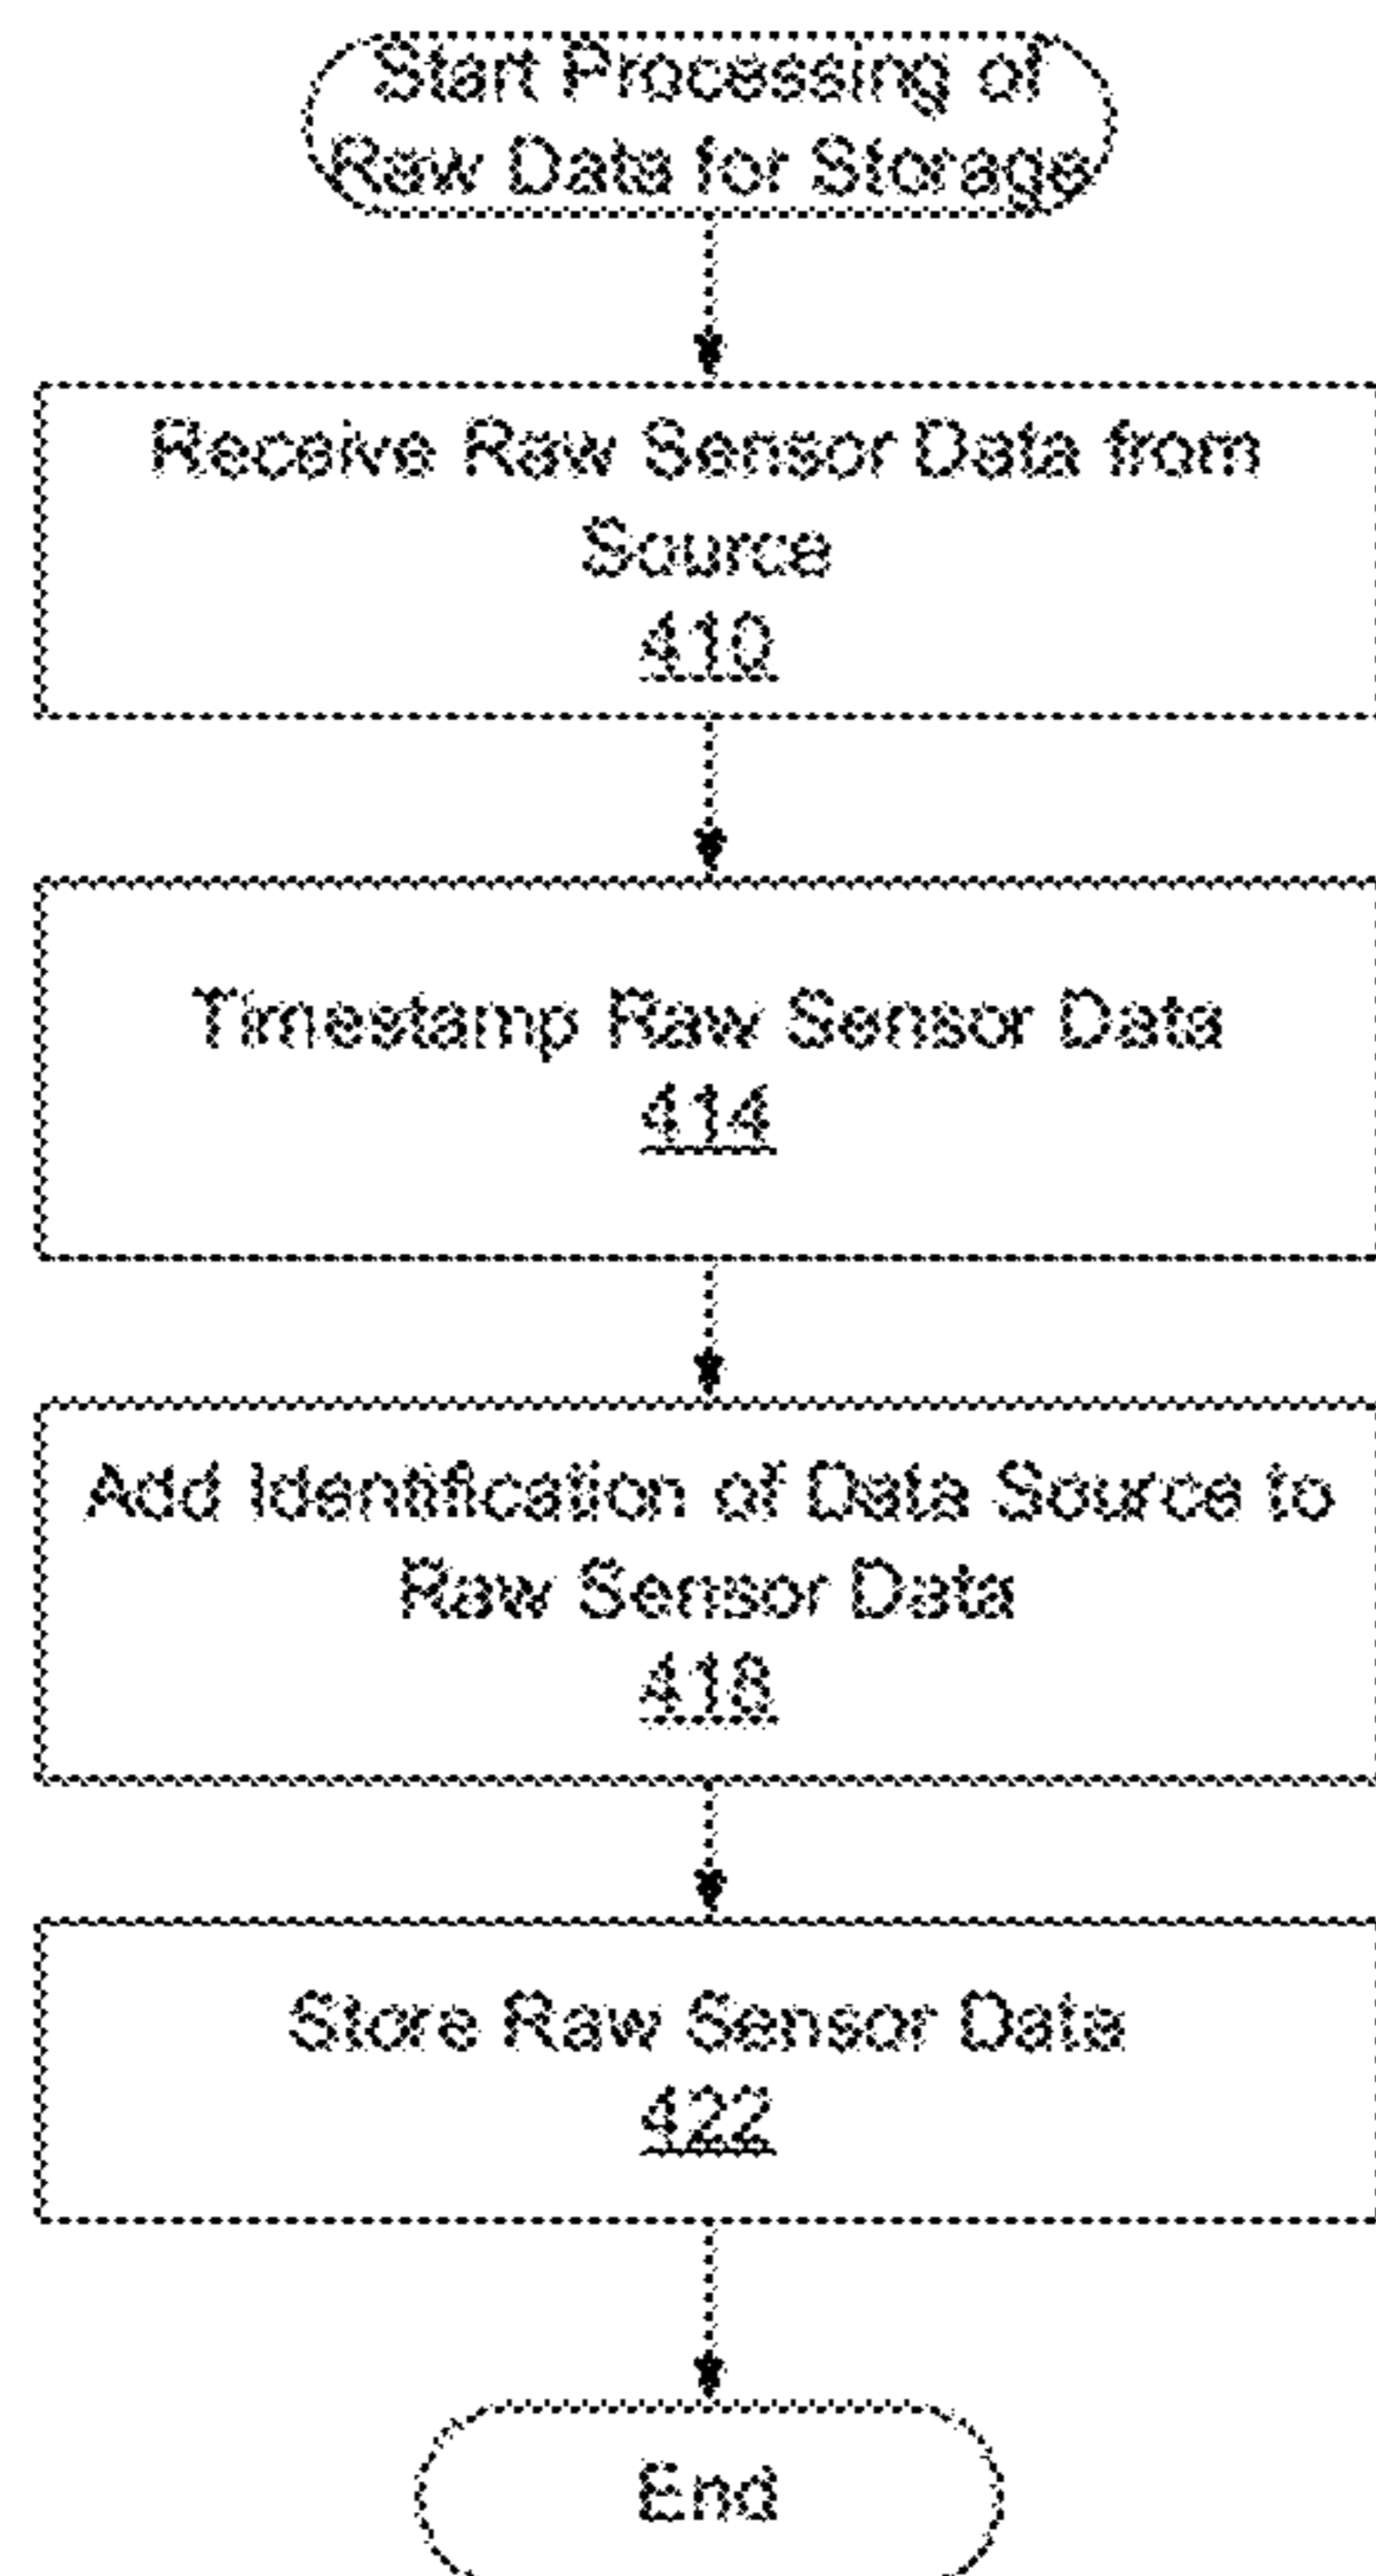 Start Processing of
Raw Data for Storage
Receive Raw Sensor Data from
Source
410
Timestamp Raw Sensor Data
414
Add Identification of Data Source to
Raw Sensor Data
418
Store Raw Sensor Data
422
End